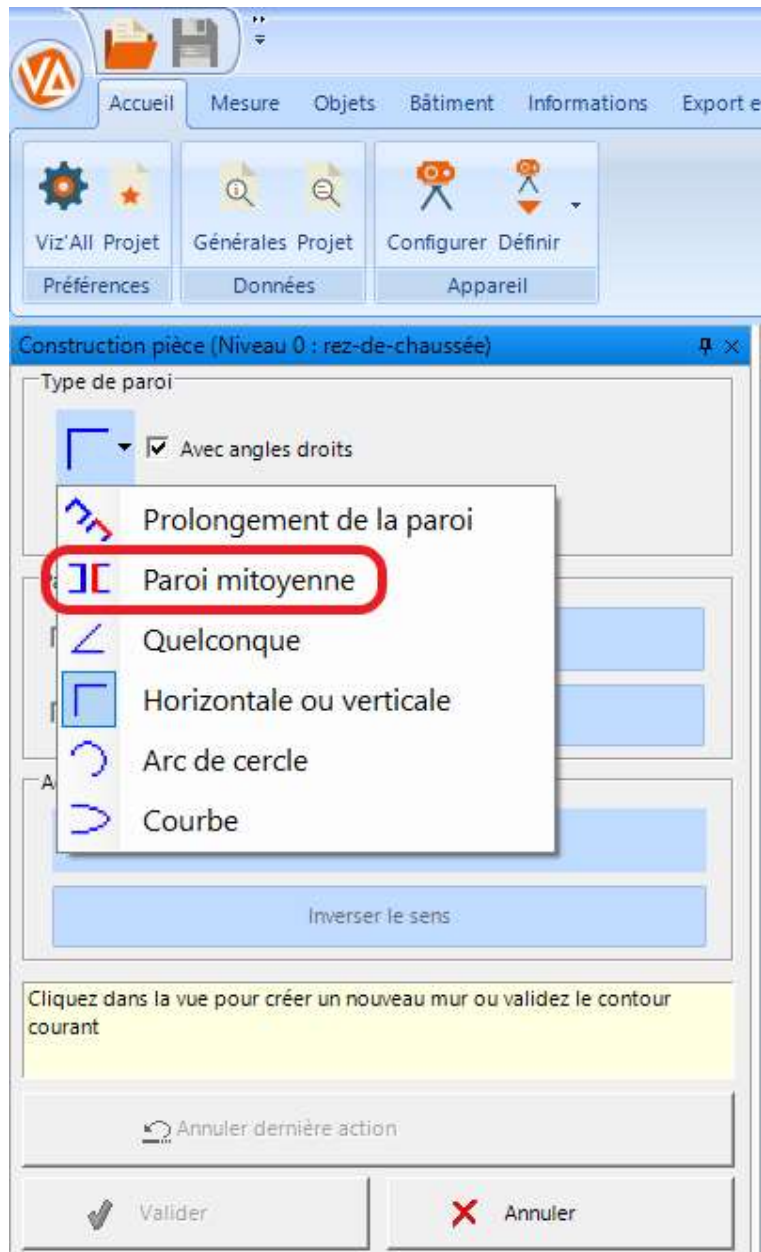 VA
Accueil Mesure Objets Bâtiment Informations Export e
Viz'All Projet Générales Projet Configurer Définir
Préférences Données Appareil
Construction pièce (Niveau 0 : rez-de-chaussée)
Type de paroi
Avec angles droits
Prolongement de la paroi
Paroi mitoyenne
Quelconque
Horizontale ou verticale
Arc de cercle
Courbe
Inverser le sens
Cliquez dans la vue pour créer un nouveau mur ou validez le contour
courant
Annuler dernière action
Valider Annuler